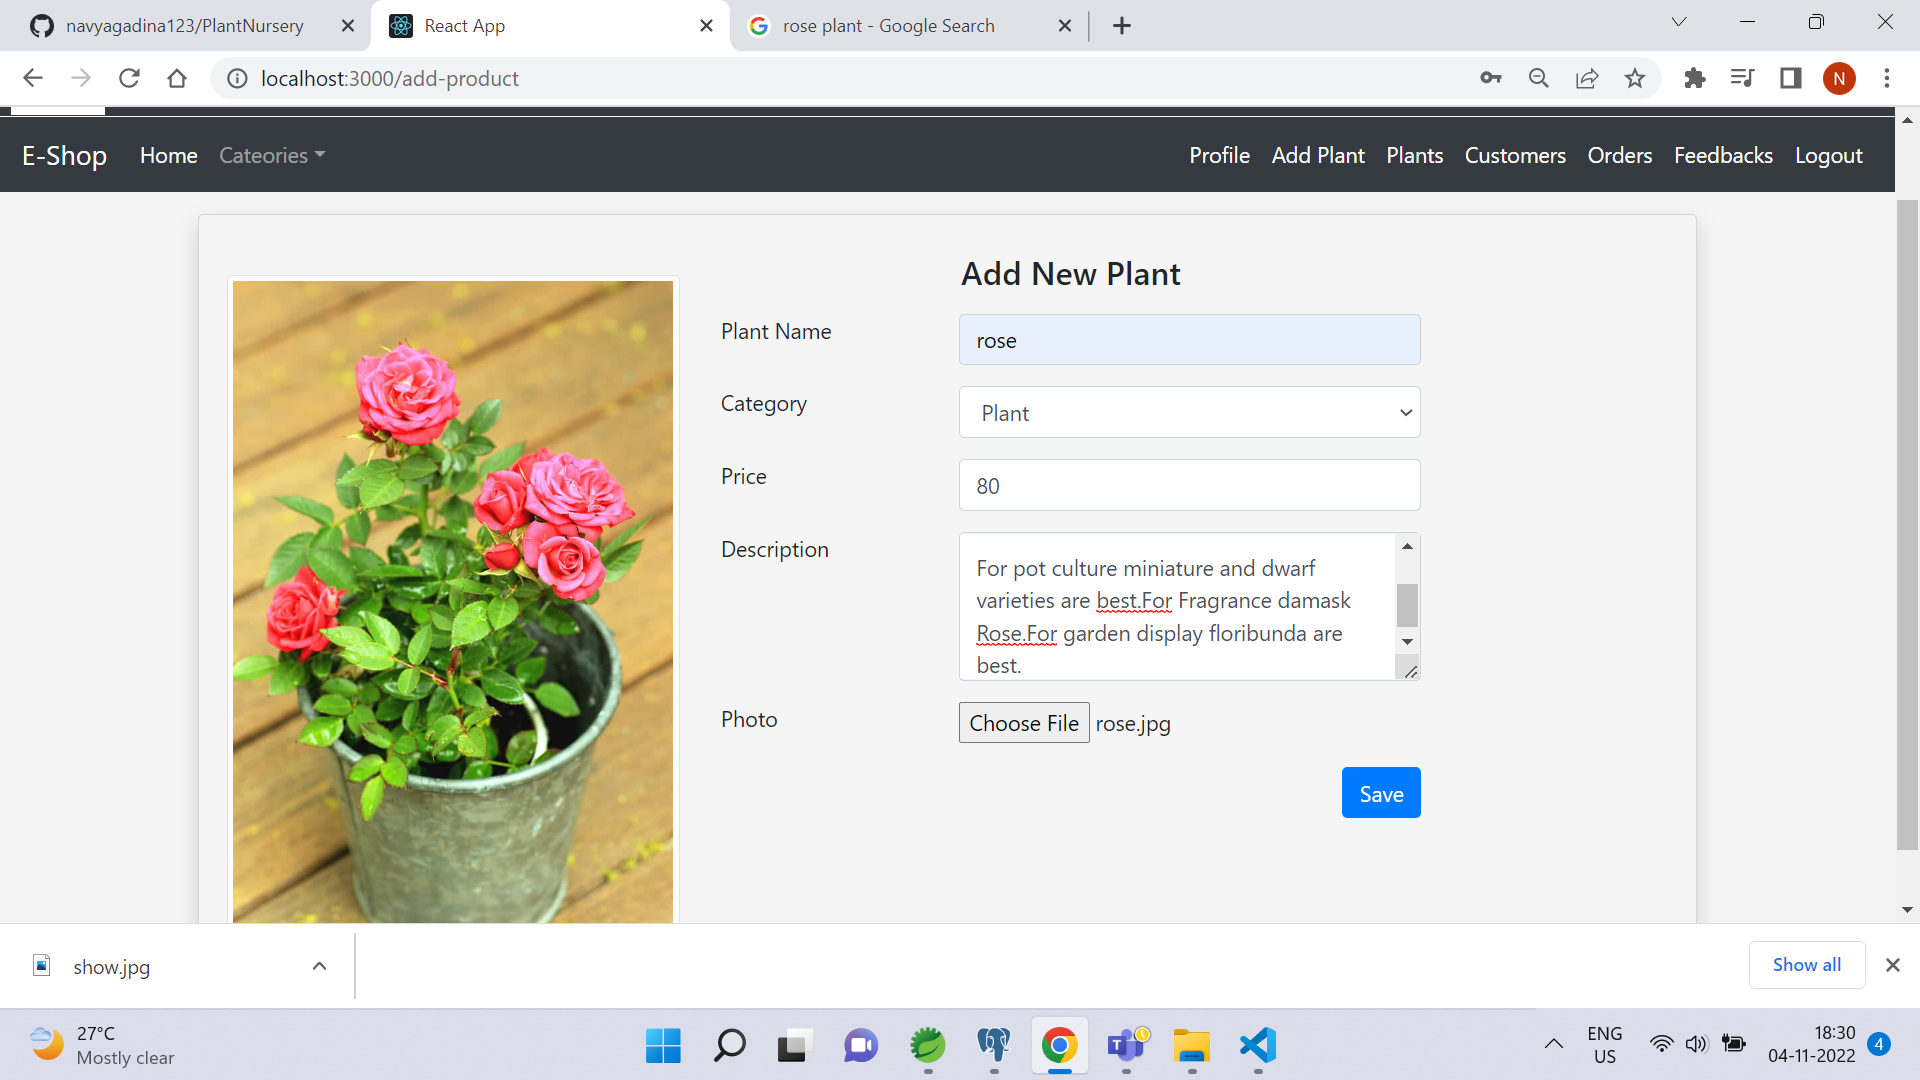 navyagadina123/PlantNursery
React App
rose plant - Google Search
localhost:3000/add-product
N
E-Shop
Home
Cateories
Profile
Add Plant
Plants
Customers
Orders
Feedbacks
Logout
Add New Plant
Plant Name
rose
Category
Plant
Price
80
Description
For pot culture miniature and dwarf
varieties are best.For Fragrance damask
Rose.For garden display floribunda are
best.
Photo
Choose File rose.jpg
Save
show.jpg
Show all
27°C
Mostly clear
T
ENG
US
18:30
04-11-2022
4